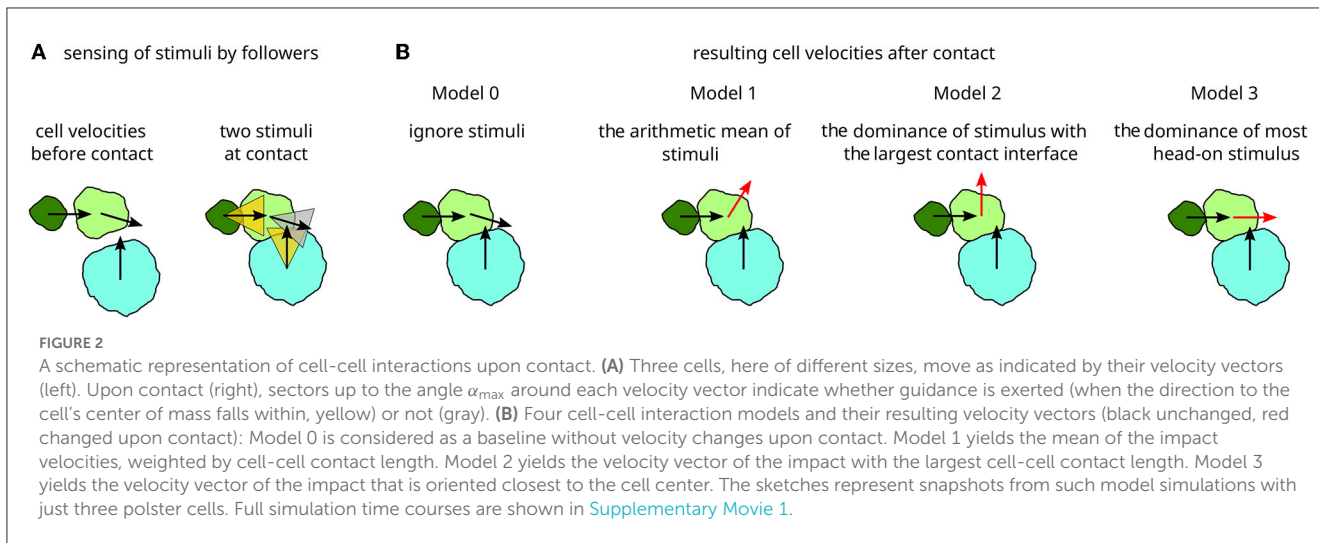 A sensing of stimuli by followers
B resulting cell velocities after contact
cell velocities
before contact
two stimuli
at contact
Model 0
ignore stimuli
Model 1
the arithmetic mean of
stimuli
Model 2
the dominance of stimulus with
the largest contact interface
Model 3
the dominance of most
head-on stimulus
FIGURE 2
A schematic representation of cell-cell interactions upon contact. (A) Three cells, here of different sizes, move as indicated by their velocity vectors
(left). Upon contact (right), sectors up to the angle αmax around each velocity vector indicate whether guidance is exerted (when the direction to the
cell's center of mass falls within, yellow) or not (gray). (B) Four cell-cell interaction models and their resulting velocity vectors (black unchanged, red
changed upon contact): Model 0 is considered as a baseline without velocity changes upon contact. Model 1 yields the mean of the impact
velocities, weighted by cell-cell contact length. Model 2 yields the velocity vector of the impact with the largest cell-cell contact length. Model 3
yields the velocity vector of the impact that is oriented closest to the cell center. The sketches represent snapshots from such model simulations with
just three polster cells. Full simulation time courses are shown in Supplementary Movie 1.